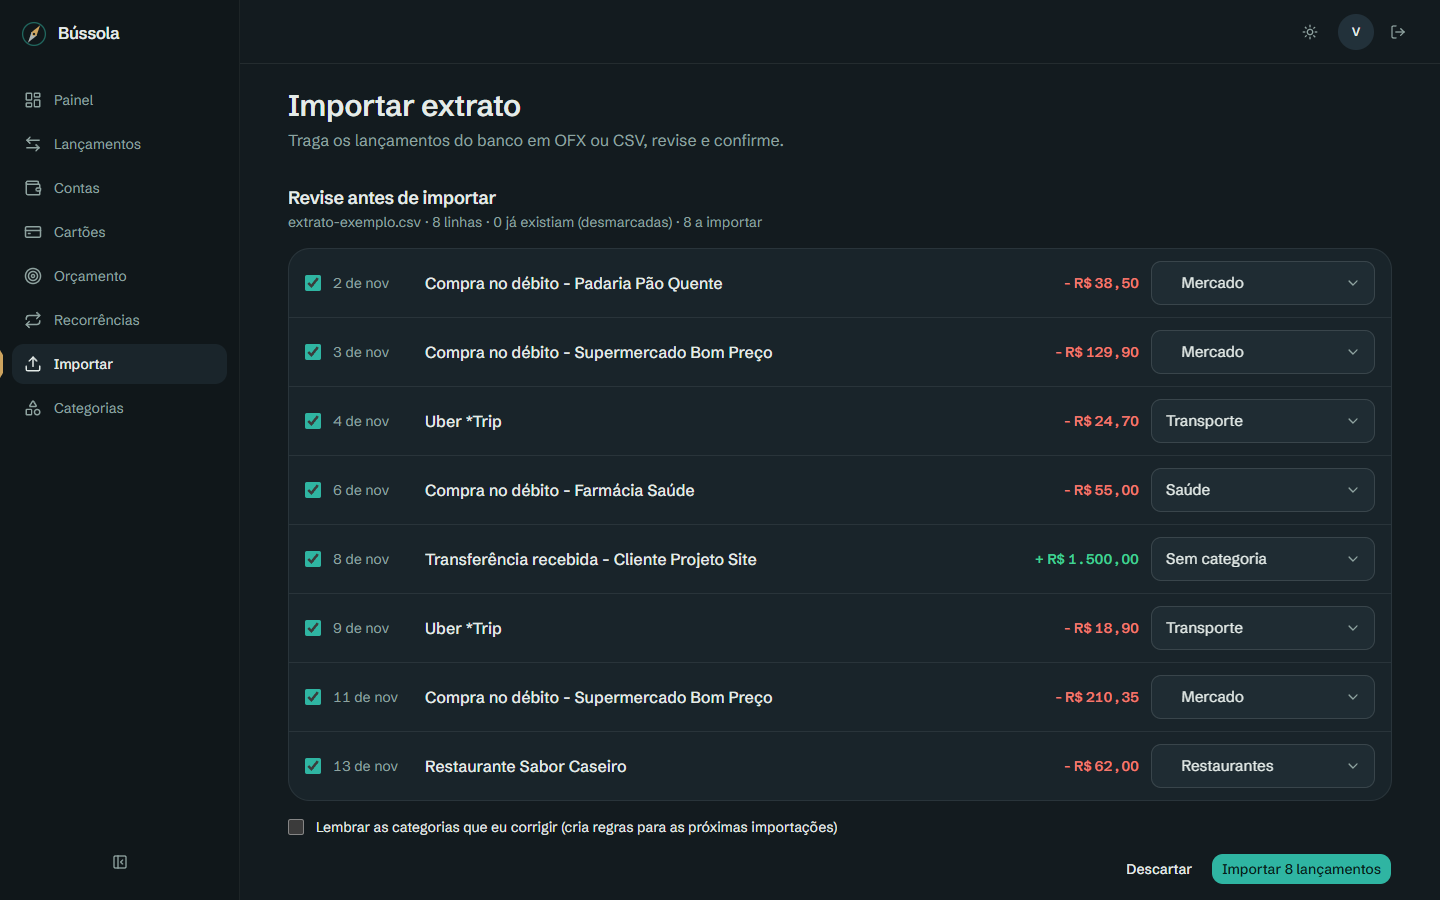 Bússola
V
Painel
Lançamentos
Contas
Cartões
Orçamento
Recorrências
Importar
Categorias
Importar extrato
Traga os lançamentos do banco em OFX ou CSV, revise e confirme.
Revise antes de importar
extrato-exemplo.csv · 8 linhas · 0 já existiam (desmarcadas) · 8 a importar
2 de nov Compra no débito - Padaria Pão Quente - R$ 38,50 Mercado
3 de nov Compra no débito - Supermercado Bom Preço - R$ 129,90 Mercado
4 de nov Uber *Trip - R$ 24,70 Transporte
6 de nov Compra no débito - Farmácia Saúde - R$ 55,00 Saúde
8 de nov Transferência recebida - Cliente Projeto Site + R$ 1.500,00 Sem categoria
9 de nov Uber *Trip - R$ 18,90 Transporte
11 de nov Compra no débito - Supermercado Bom Preço - R$ 210,35 Mercado
13 de nov Restaurante Sabor Caseiro - R$ 62,00 Restaurantes
Lembrar as categorias que eu corrigir (cria regras para as próximas importações)
Descartar Importar 8 lançamentos